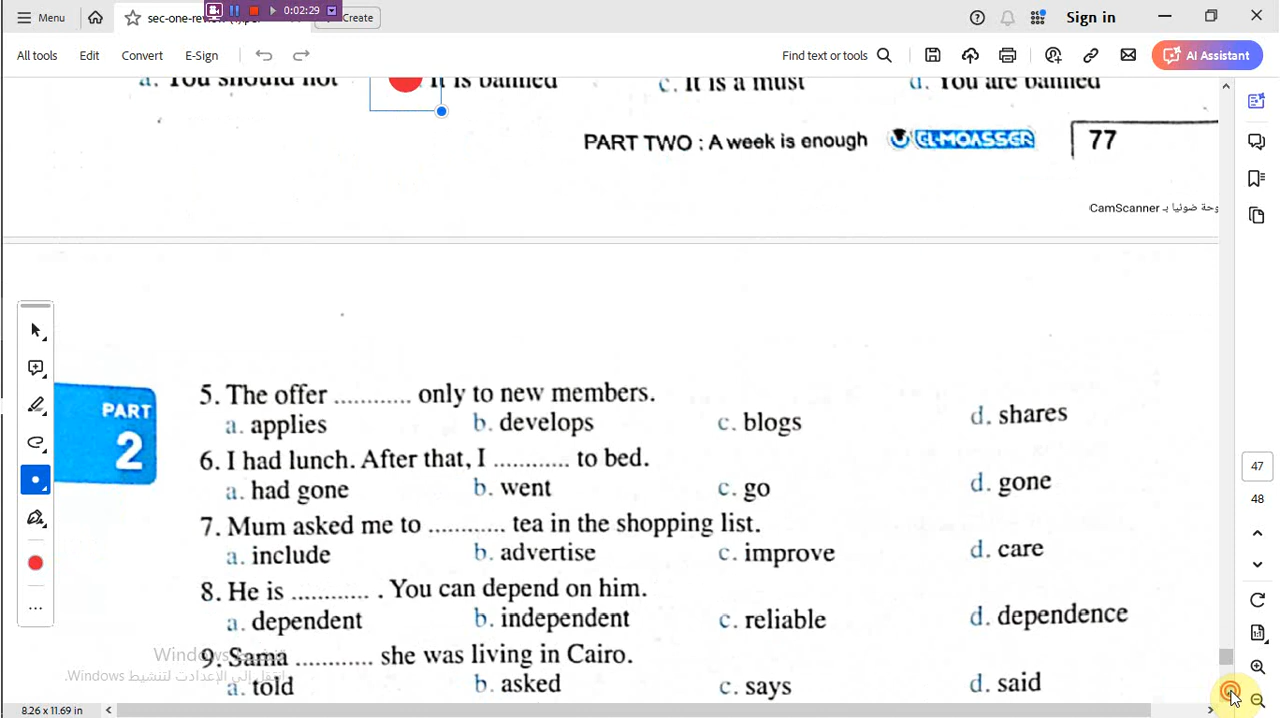 Menu
sec-one-re
Create
0:02:29
Sign in
All tools
Edit
Convert
E-Sign
Find text or tools
AI Assistant
a. You should not
It is banned
c. It is a must
d. You are banned
PART TWO : A week is enough
EL-MOASSER
77
CamScanner وحة ضوئيا بـ
PART
2
5. The offer ............ only to new members.
a. applies b. develops c. blogs d. shares
6. I had lunch. After that, I ............ to bed.
a. had gone b. went c. go d. gone
7. Mum asked me to ............ tea in the shopping list.
a. include b. advertise c. improve d. care
8. He is ............ . You can depend on him.
a. dependent b. independent c. reliable d. dependence
9. Sama ............ she was living in Cairo.
a. told b. asked c. says d. said
Windows
انتقل إلى الإعدادات لتنشيط Windows.
47
48
8.26 x 11.69 in